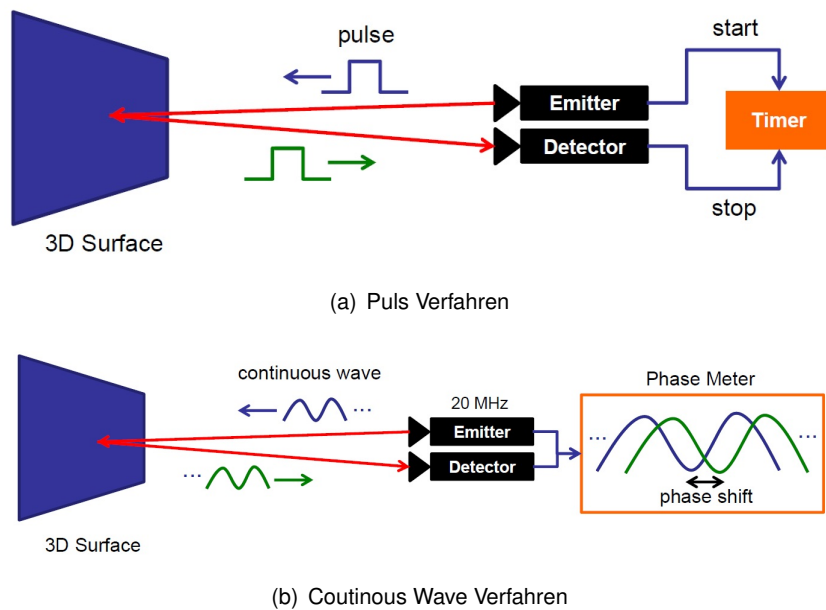 pulse
start
Emitter
Timer
Detector
stop
3D Surface
(a) Puls Verfahren
continuous wave
...
20 MHz
Emitter
Detector
...
Phase Meter
...
...
phase shift
3D Surface
(b) Coutinous Wave Verfahren